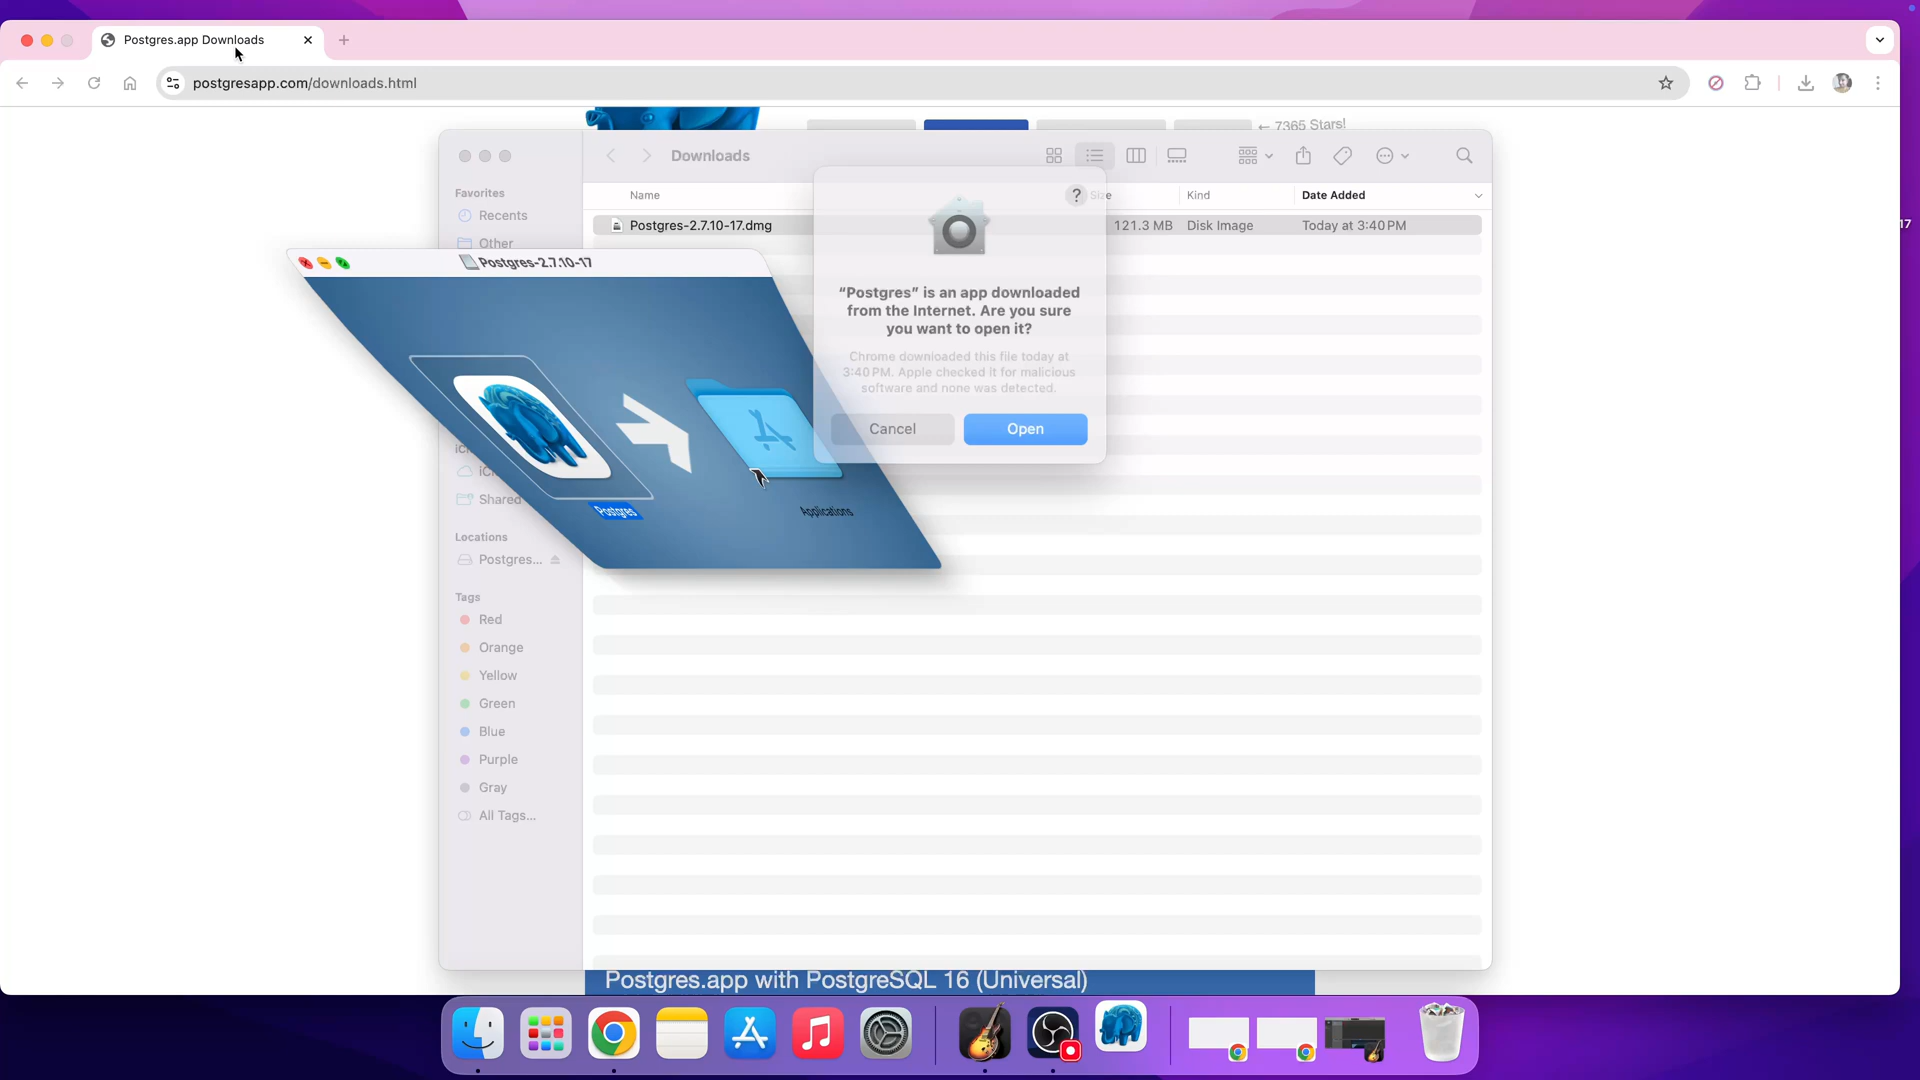 Postgres.app Downloads
postgresapp.com/downloads.html
← 7365 Stars!
Downloads
Favorites
Recents
Other
Name
Size
Kind
Date Added
Postgres-2.7.10-17.dmg
121.3 MB
Disk Image
Today at 3:40 PM
17
Postgres-2.7.10-17
?
“Postgres” is an app downloaded
from the Internet. Are you sure
you want to open it?
Chrome downloaded this file today at
3:40 PM. Apple checked it for malicious
software and none was detected.
Cancel
Open
Postgres
Applications
Shared
Locations
Postgres...
Tags
Red
Orange
Yellow
Green
Blue
Purple
Gray
All Tags...
Postgres.app with PostgreSQL 16 (Universal)